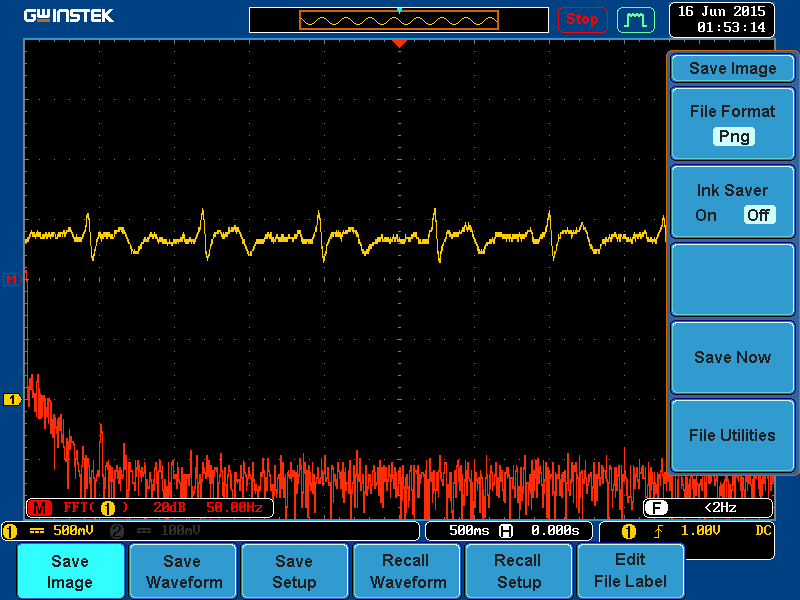 GWINSTEK
Stop
16 Jun 2015
01:53:14
Save Image
File Format
Png
Ink Saver
On Off
Save Now
File Utilities
M
1
M FFT( 1 ) 20dB 50.00Hz
F <2Hz
1 500mV 2 100mV
500ms H 0.000s
1 1.00V DC
Save Image
Save Waveform
Save Setup
Recall Waveform
Recall Setup
Edit File Label